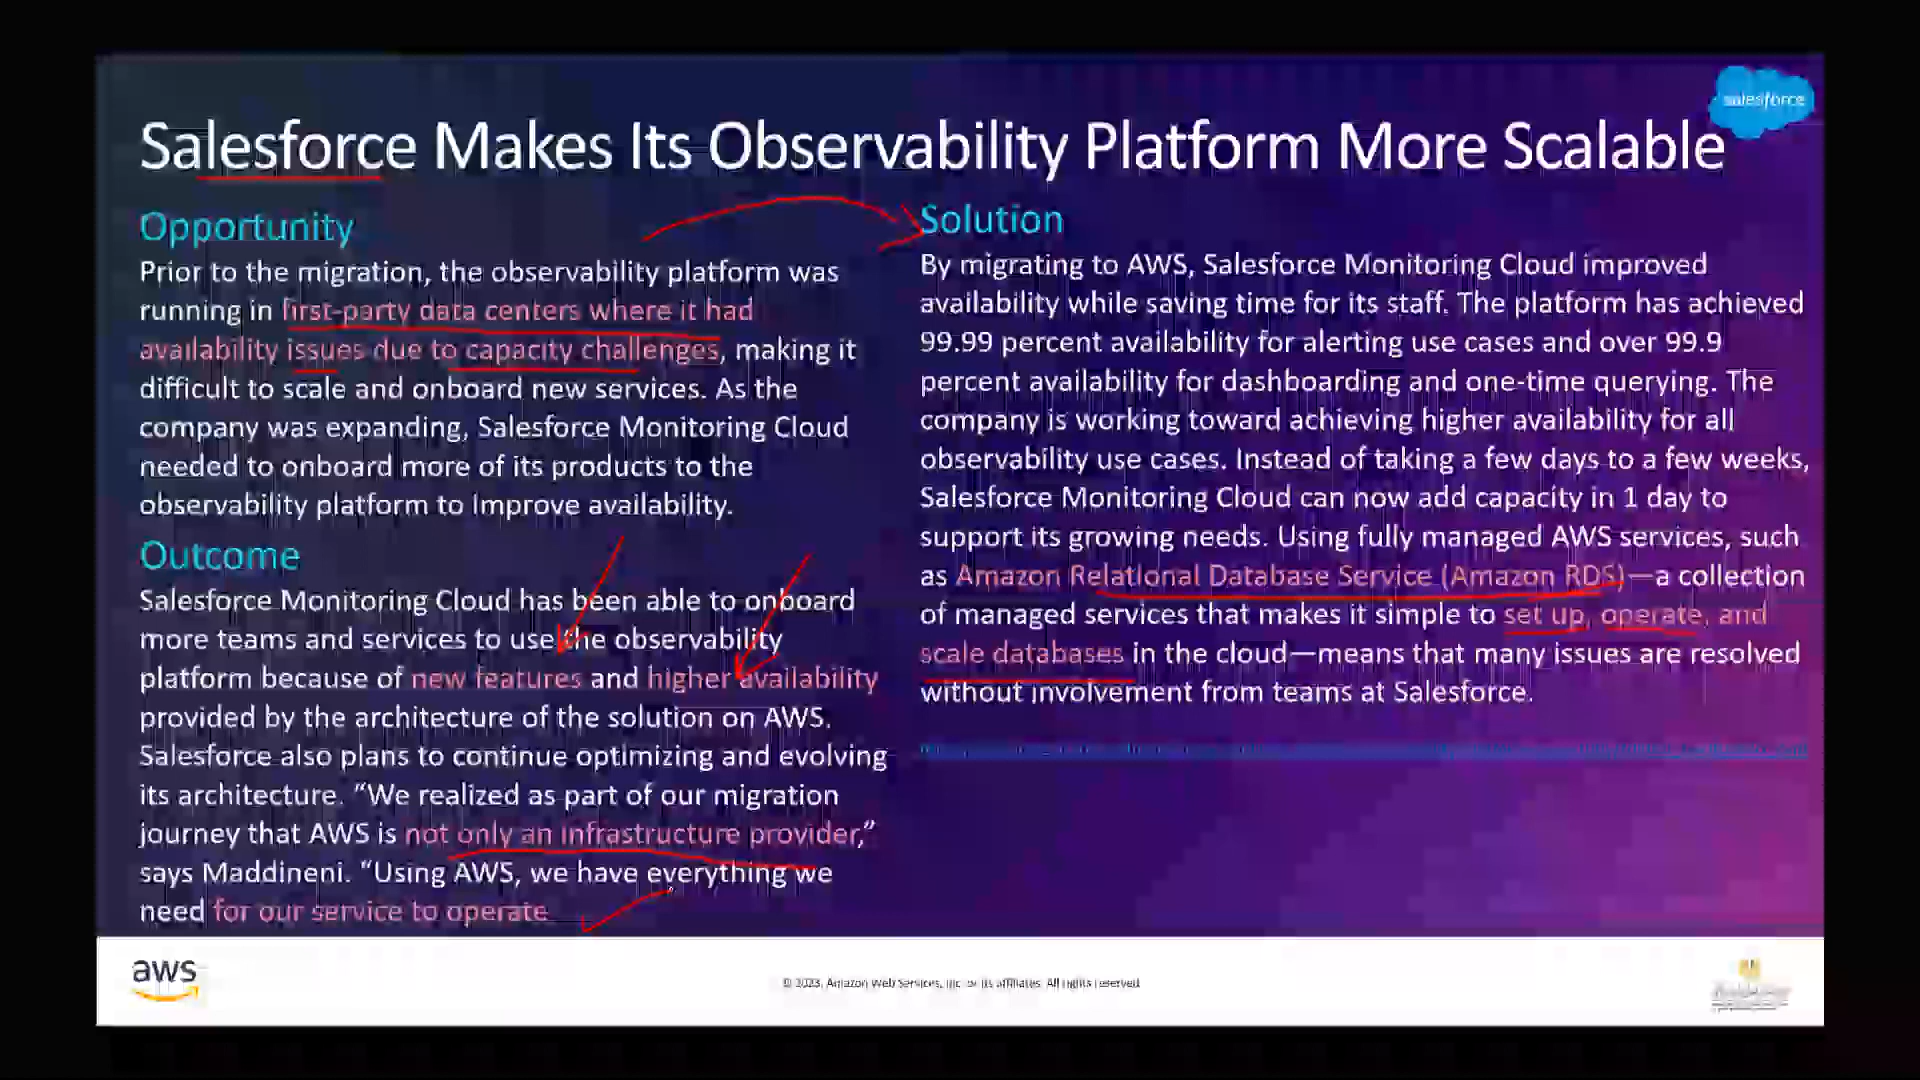 salesforce
Salesforce Makes Its Observability Platform More Scalable
Opportunity
Prior to the migration, the observability platform was
running in first-party data centers where it had
availability issues due to capacity challenges, making it
difficult to scale and onboard new services. As the
company was expanding, Salesforce Monitoring Cloud
needed to onboard more of its products to the
observability platform to Improve availability.
Outcome
Salesforce Monitoring Cloud has been able to onboard
more teams and services to use the observability
platform because of new features and higher availability
provided by the architecture of the solution on AWS.
Salesforce also plans to continue optimizing and evolving
its architecture. “We realized as part of our migration
journey that AWS is not only an infrastructure provider,”
says Maddineni. “Using AWS, we have everything we
need for our service to operate
Solution
By migrating to AWS, Salesforce Monitoring Cloud improved
availability while saving time for its staff. The platform has achieved
99.99 percent availability for alerting use cases and over 99.9
percent availability for dashboarding and one-time querying. The
company is working toward achieving higher availability for all
observability use cases. Instead of taking a few days to a few weeks,
Salesforce Monitoring Cloud can now add capacity in 1 day to
support its growing needs. Using fully managed AWS services, such
as Amazon Relational Database Service (Amazon RDS)—a collection
of managed services that makes it simple to set up, operate, and
scale databases in the cloud—means that many issues are resolved
without involvement from teams at Salesforce.
aws
© 2023, Amazon Web Services, Inc. or its affiliates. All rights reserved